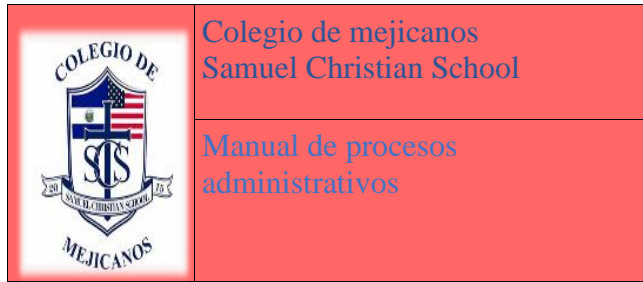 COLEGIO DE
SCS
20 15
SAMUEL CHRISTIAN SCHOOL
MEJICANOS
Colegio de mejicanos
Samuel Christian School
Manual de procesos
administrativos